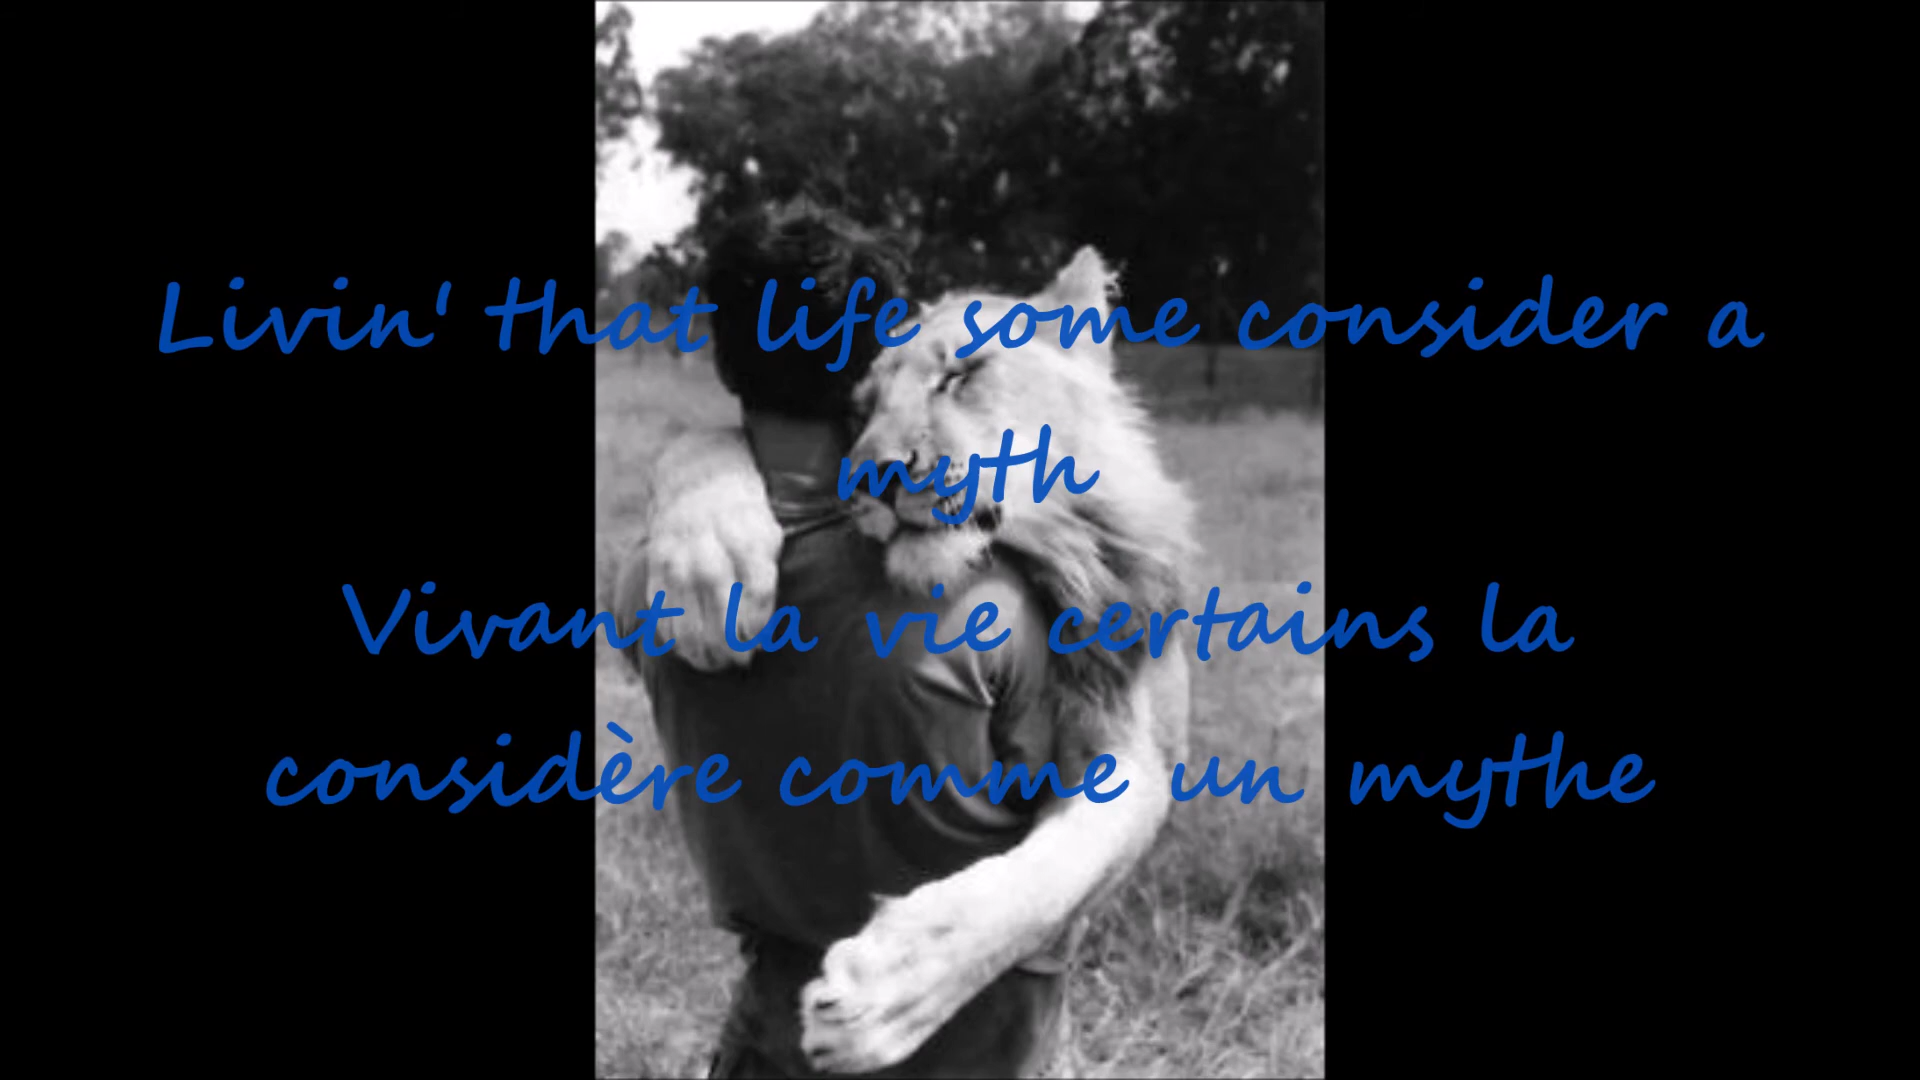 Livin' that life some consider a
myth
Vivant la vie certains la
considère comme un mythe